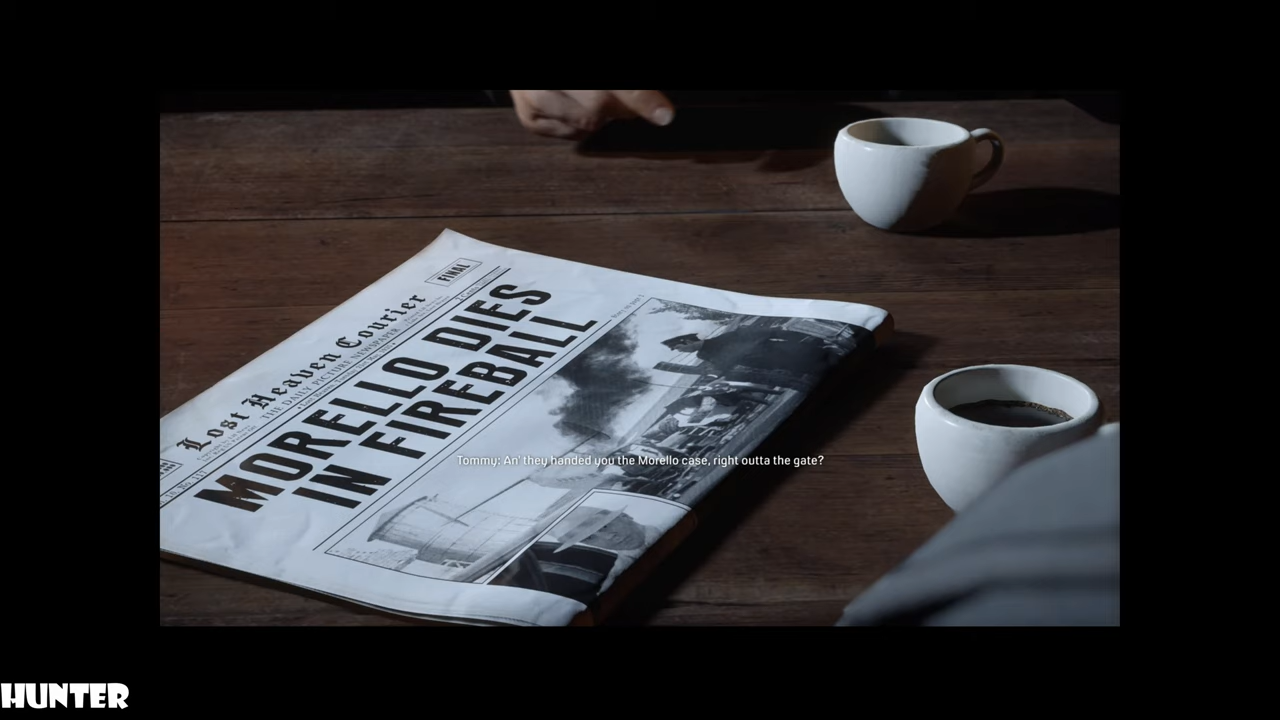 FINAL
Lost Heaven Courier
THE DAILY PICTURE NEWSPAPER
MORELLO DIES
IN FIREBALL
Tommy: An' they handed you the Morello case, right outta the gate?
HUNTER